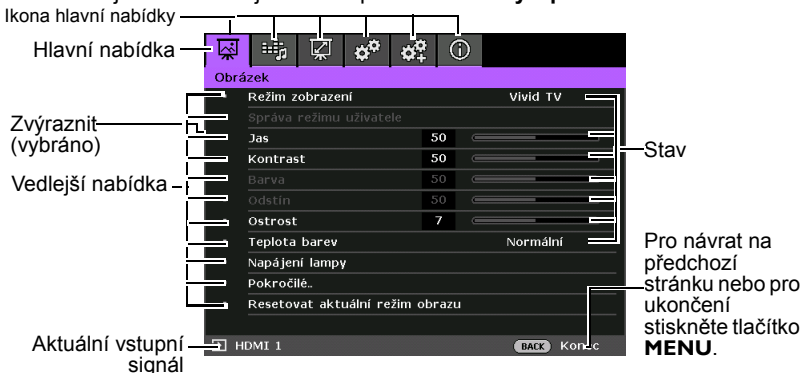 Ikona hlavní nabídky
Hlavní nabídka
Obrázek
Režim zobrazení Vivid TV
Správa režimu uživatele
Jas 50
Kontrast 50
Barva 50
Odstín 50
Ostrost 7
Teplota barev Normální
Napájení lampy
Pokročilé..
Resetovat aktuální režim obrazu
HDMI 1
BACK Konec
Zvýraznit
(vybráno)
Vedlejší nabídka
Aktuální vstupní
signál
Stav
Pro návrat na
předchozí
stránku nebo pro
ukončení
stiskněte tlačítko
MENU.